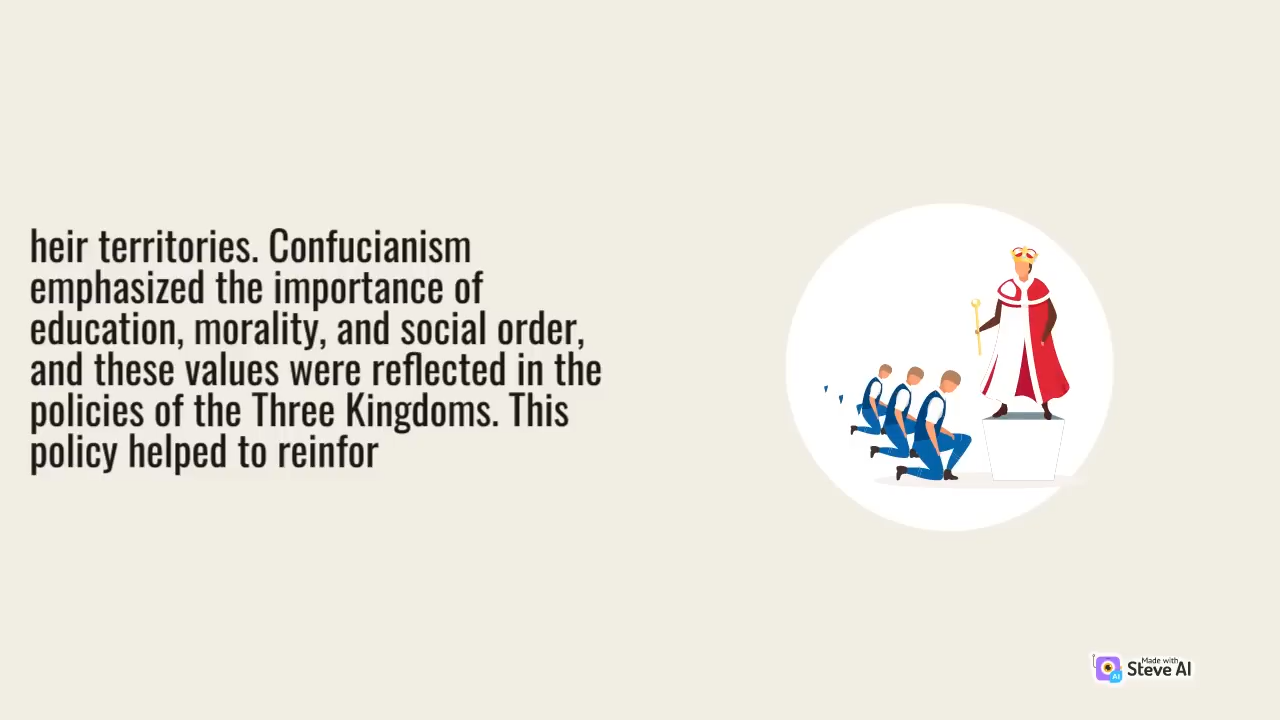 heir territories. Confucianism
emphasized the importance of
education, morality, and social order,
and these values were reflected in the
policies of the Three Kingdoms. This
policy helped to reinfor
Made with
Steve AI
AI